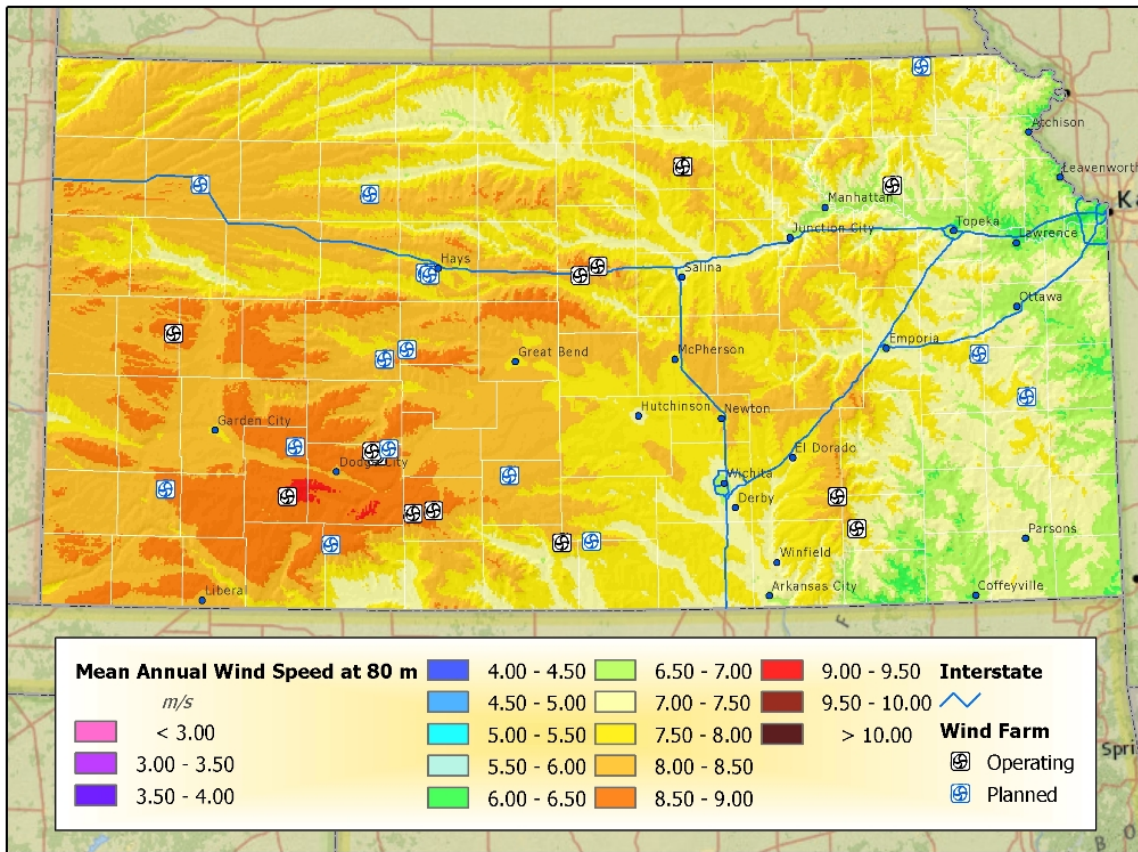 Atchison
Leavenworth
Manhattan
Ka
Topeka
Junction City
Lawrence
Hays
Salina
Ottawa
Emporia
Great Bend
McPherson
Garden City
Hutchinson
Newton
El Dorado
Dodge City
Wichita
Derby
Parsons
Winfield
Liberal
Arkansas City
Coffeyville
F
Mean Annual Wind Speed at 80 m
m/s
< 3.00
3.00 - 3.50
3.50 - 4.00
4.00 - 4.50
4.50 - 5.00
5.00 - 5.50
5.50 - 6.00
6.00 - 6.50
6.50 - 7.00
7.00 - 7.50
7.50 - 8.00
8.00 - 8.50
8.50 - 9.00
9.00 - 9.50
9.50 - 10.00
> 10.00
Interstate
Wind Farm
Operating
Planned
Spri
B O